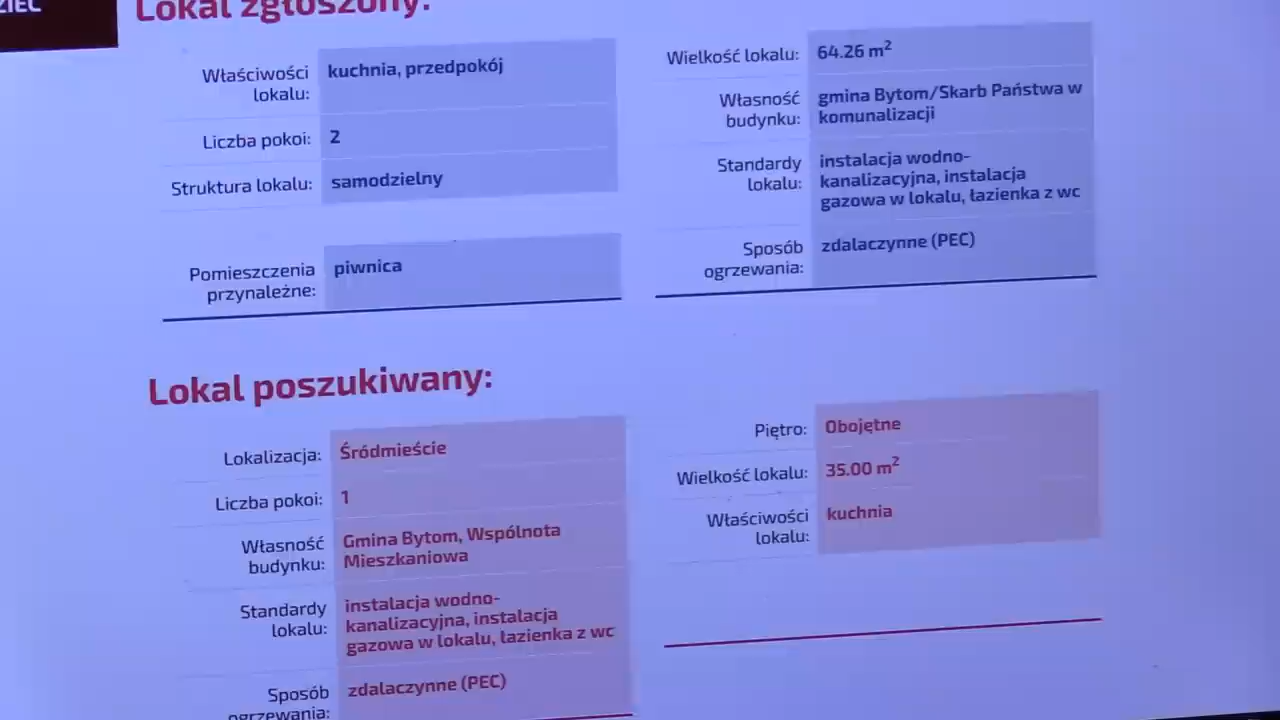 Lokal zgłoszony:
Właściwości lokalu:
kuchnia, przedpokój
Liczba pokoi:
2
Struktura lokalu:
samodzielny
Pomieszczenia przynależne:
piwnica
Wielkość lokalu:
64.26 m²
Własność budynku:
gmina Bytom/Skarb Państwa w
komunalizacji
Standardy lokalu:
instalacja wodno-
kanalizacyjna, instalacja
gazowa w lokalu, łazienka z wc
Sposób ogrzewania:
zdalaczynne (PEC)
Lokal poszukiwany:
Lokalizacja:
Śródmieście
Liczba pokoi:
1
Własność budynku:
Gmina Bytom, Wspólnota
Mieszkaniowa
Standardy lokalu:
instalacja wodno-
kanalizacyjna, instalacja
gazowa w lokalu, łazienka z wc
Sposób ogrzewania:
zdalaczynne (PEC)
Piętro:
Obojętne
Wielkość lokalu:
35.00 m²
Właściwości lokalu:
kuchnia